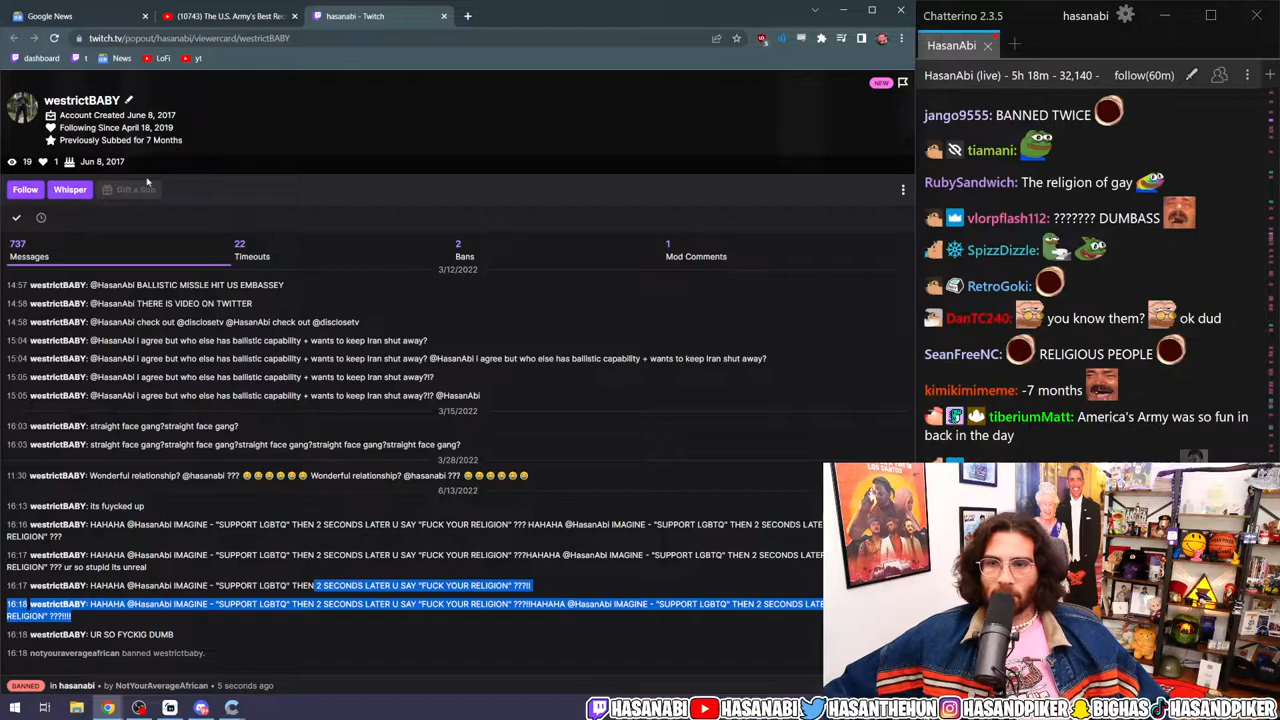 Google News
(10743) The U.S. Army's Best Rec
hasanabi - Twitch
twitch.tv/popout/hasanabi/viewercard/westrictBABY
dashboard
t
News
LoFi
yt
NEW
westrictBABY
Account Created June 8, 2017
Following Since April 18, 2019
Previously Subbed for 7 Months
19
1
Jun 8, 2017
Follow
Whisper
Gift a Sub
737
Messages
22
Timeouts
2
Bans
1
Mod Comments
3/12/2022
14:57 westrictBABY: @HasanAbi BALLISTIC MISSLE HIT US EMBASSEY
14:58 westrictBABY: @HasanAbi THERE IS VIDEO ON TWITTER
14:58 westrictBABY: @HasanAbi check out @disclosetv @HasanAbi check out @disclosetv
15:04 westrictBABY: @HasanAbi i agree but who else has ballistic capability + wants to keep Iran shut away?
15:04 westrictBABY: @HasanAbi i agree but who else has ballistic capability + wants to keep Iran shut away? @HasanAbi i agree but who else has ballistic capability + wants to keep Iran shut away?
15:05 westrictBABY: @HasanAbi i agree but who else has ballistic capability + wants to keep Iran shut away?!?
15:05 westrictBABY: @HasanAbi i agree but who else has ballistic capability + wants to keep Iran shut away?!? @HasanAbi
3/15/2022
16:03 westrictBABY: straight face gang?straight face gang?
16:03 westrictBABY: straight face gang?straight face gang?straight face gang?straight face gang?
3/28/2022
11:30 westrictBABY: Wonderful relationship? @hasanabi ??? 😂😂😂😂😂😂 Wonderful relationship? @hasanabi ??? 😂😂😂😂😂😂
6/13/2022
16:13 westrictBABY: its fuycked up
16:16 westrictBABY: HAHAHA @HasanAbi IMAGINE - "SUPPORT LGBTQ" THEN 2 SECONDS LATER U SAY "FUCK YOUR RELIGION" ??? HAHAHA @HasanAbi IMAGINE - "SUPPORT LGBTQ" THEN 2 SECONDS LATER U SAY "FUCK YOUR
RELIGION" ???
16:17 westrictBABY: HAHAHA @HasanAbi IMAGINE - "SUPPORT LGBTQ" THEN 2 SECONDS LATER U SAY "FUCK YOUR RELIGION" ???HAHAHA @HasanAbi IMAGINE - "SUPPORT LGBTQ" THEN 2 SECONDS LATER U SAY "FUCK YOUR
RELIGION" ??? ur so stupid its unreal
16:17 westrictBABY: HAHAHA @HasanAbi IMAGINE - "SUPPORT LGBTQ" THEN 2 SECONDS LATER U SAY "FUCK YOUR RELIGION" ???!!
16:18 westrictBABY: HAHAHA @HasanAbi IMAGINE - "SUPPORT LGBTQ" THEN 2 SECONDS LATER U SAY "FUCK YOUR RELIGION" ???!!HAHAHA @HasanAbi IMAGINE - "SUPPORT LGBTQ" THEN 2 SECONDS LATE
RELIGION" ???!!!!
16:18 westrictBABY: UR SO FYCKIG DUMB
16:18 notyouraverageafrican banned westrictbaby.
BANNED in hasanabi • by NotYourAverageAfrican • 5 seconds ago
Chatterino 2.3.5
hasanabi
HasanAbi
HasanAbi (live) - 5h 18m - 32,140 - follow(60m)
jango9555: BANNED TWICE
tiamani:
RubySandwich: The religion of gay
vlorpflash112: ??????? DUMBASS
SpizzDizzle:
RetroGoki:
DanTC240: you know them? ok dud
SeanFreeNC: RELIGIOUS PEOPLE
kimikimimeme: -7 months
tiberiumMatt: America's Army was so fun in
back in the day
LOS SANTOS
HASANABI
HASANABI
HASANTHEHUN
HASANDPIKER
BIGHAS
HASANDPIKER